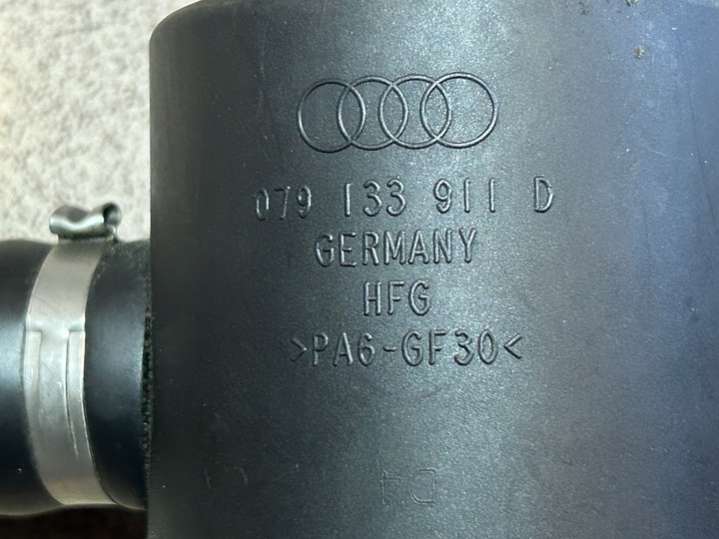 079 133 911 D
GERMANY
HFG
>PA6-GF30<